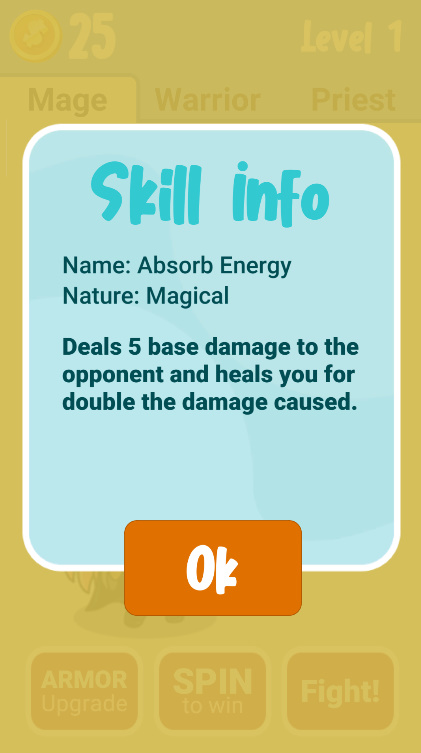 25
Level 1
Mage Warrior Priest
Skill info
Name: Absorb Energy
Nature: Magical
Deals 5 base damage to the
opponent and heals you for
double the damage caused.
Ok
ARMOR
Upgrade
SPIN
to win
Fight!